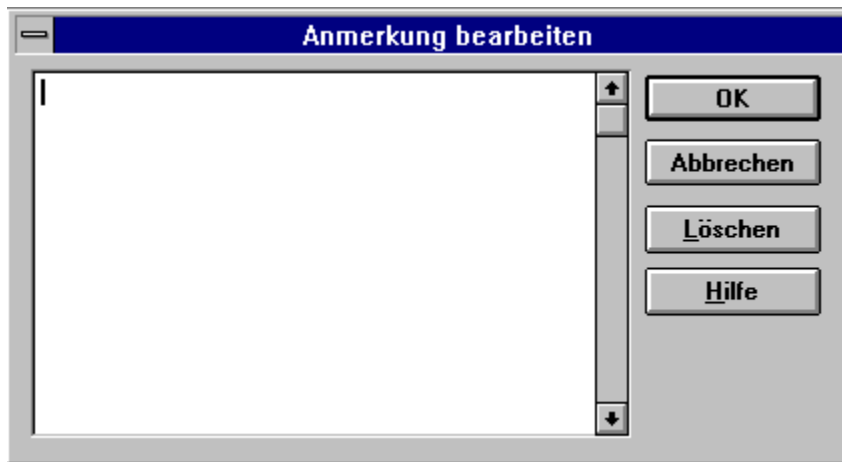 Anmerkung bearbeiten
OK
Abbrechen
Löschen
Hilfe